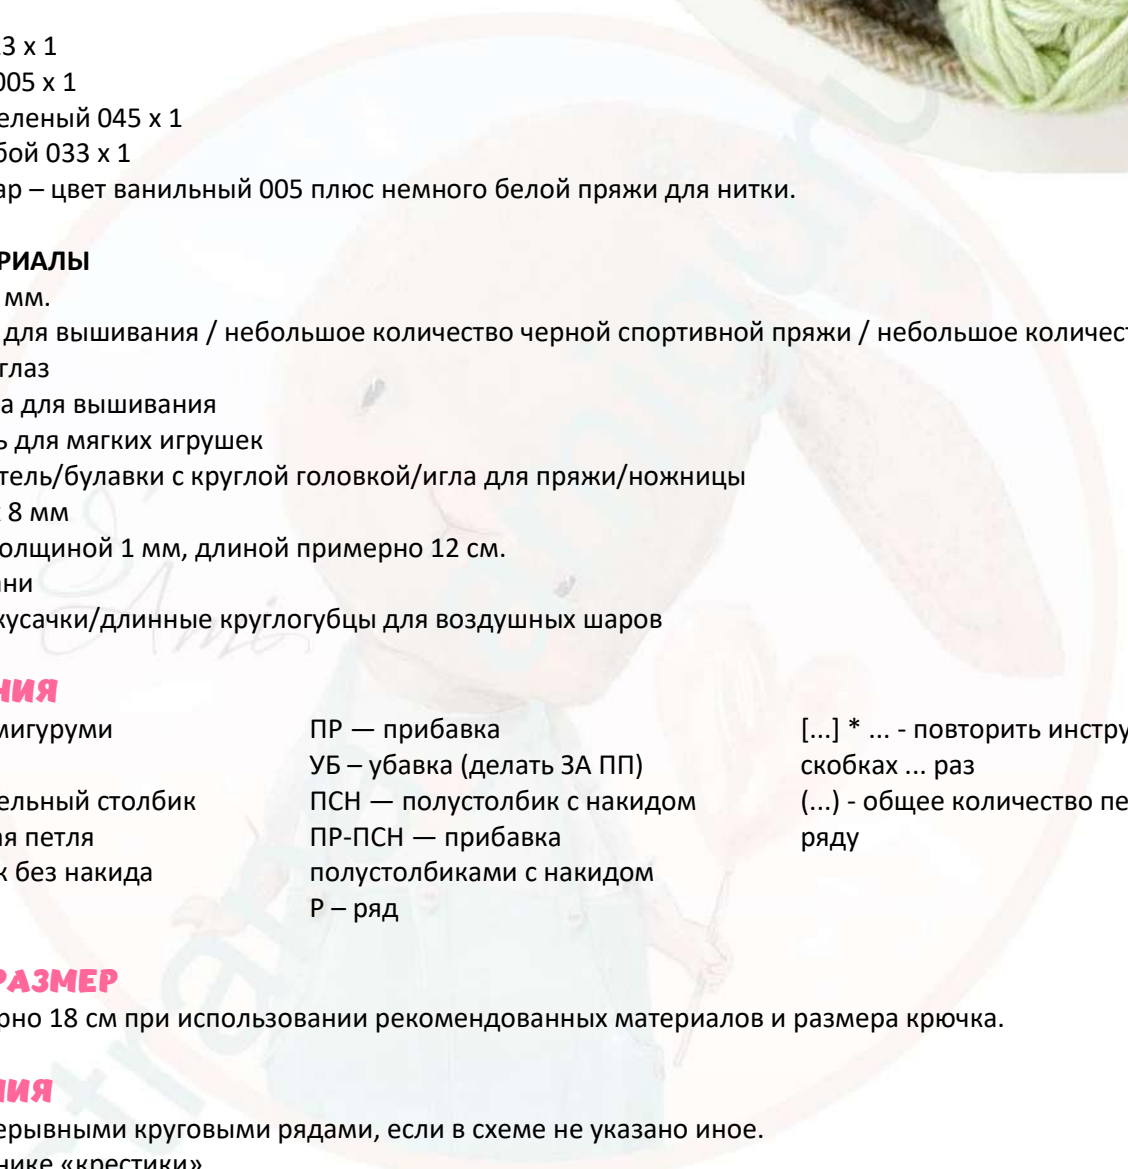 3 x 1
005 x 1
еленый 045 x 1
бой 033 x 1
ар – цвет ванильный 005 плюс немного белой пряжи для нитки.
РИАЛЫ
мм.
для вышивания / небольшое количество черной спортивной пряжи / небольшое количест
глаз
а для вышивания
ь для мягких игрушек
тель/булавки с круглой головкой/игла для пряжи/ножницы
8 мм
олщиной 1 мм, длиной примерно 12 см.
ани
кусачки/длинные круглогубцы для воздушных шаров
НИЯ
мигуруми
ельный столбик
ая петля
к без накида
ПР — прибавка
УБ – убавка (делать ЗА ПП)
ПСН — полустолбик с накидом
ПР-ПСН — прибавка
полустолбиками с накидом
Р – ряд
[...] * ... - повторить инстру
скобках ... раз
(...) - общее количество пе
ряду
РАЗМЕР
рно 18 см при использовании рекомендованных материалов и размера крючка.
ИЯ
ерывными круговыми рядами, если в схеме не указано иное.
нике «крестики»